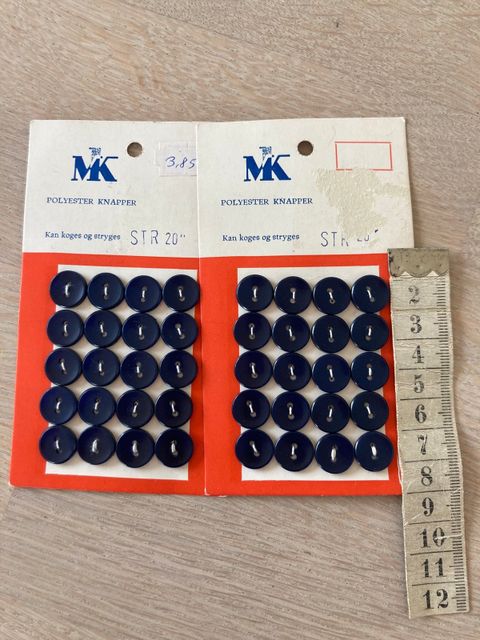 MK
POLYESTER KNAPPER
Kan koges og stryges STR 20"
3,85
MK
POLYESTER KNAPPER
Kan koges og stryges STR 20"
2
3
4
5
6
7
8
9
10
11
12